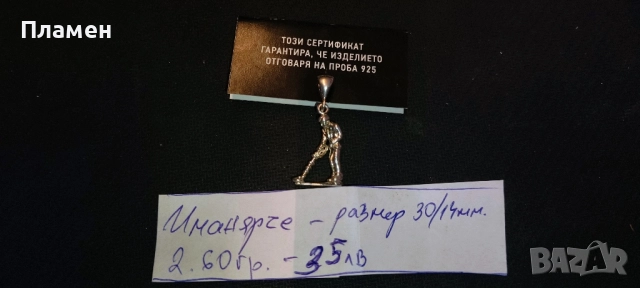 Пламен
ТОЗИ СЕРТИФИКАТ
ГАРАНТИРА, ЧЕ ИЗДЕЛИЕТО
ОТГОВАРЯ НА ПРОБА 925
Иманярче - размер 30/14мм.
2.60гр. - 35лв
BAZAR